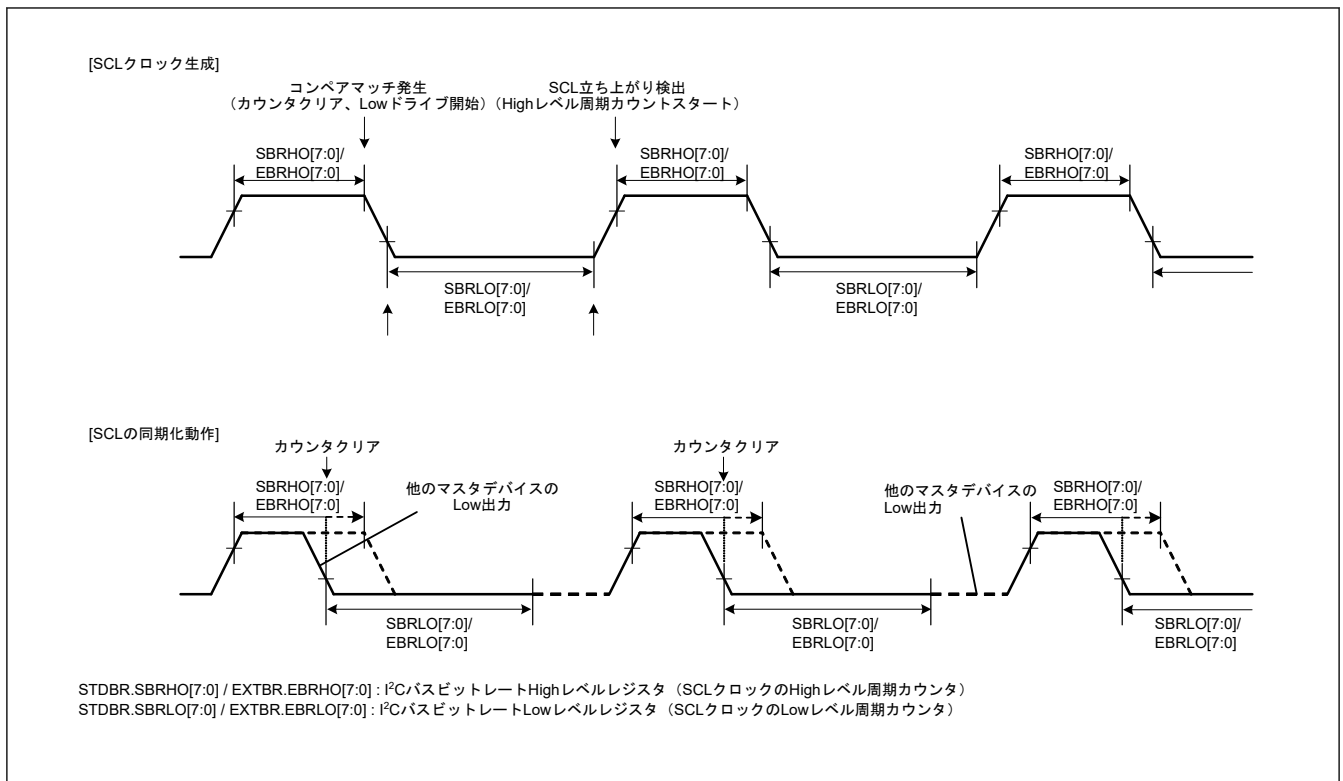 [SCLクロック生成]
コンペアマッチ発生
（カウンタクリア、Lowドライブ開始）
SCL立ち上がり検出
（Highレベル周期カウントスタート）
SBRHO[7:0]/
EBRHO[7:0]
SBRHO[7:0]/
EBRHO[7:0]
SBRHO[7:0]/
EBRHO[7:0]
SBRLO[7:0]/
EBRLO[7:0]
SBRLO[7:0]/
EBRLO[7:0]
[SCLの同期化動作]
カウンタクリア
カウンタクリア
SBRHO[7:0]/
EBRHO[7:0]
他のマスタデバイスの
Low出力
SBRHO[7:0]/
EBRHO[7:0]
他のマスタデバイスの
Low出力
SBRHO[7:0]/
EBRHO[7:0]
SBRLO[7:0]/
EBRLO[7:0]
SBRLO[7:0]/
EBRLO[7:0]
SBRLO[7:0]/
EBRLO[7:0]
STDBR.SBRHO[7:0] / EXTBR.EBRHO[7:0] : I²CバスビットレートHighレベルレジスタ（SCLクロックのHighレベル周期カウンタ）
STDBR.SBRLO[7:0] / EXTBR.EBRLO[7:0] : I²CバスビットレートLowレベルレジスタ（SCLクロックのLowレベル周期カウンタ）